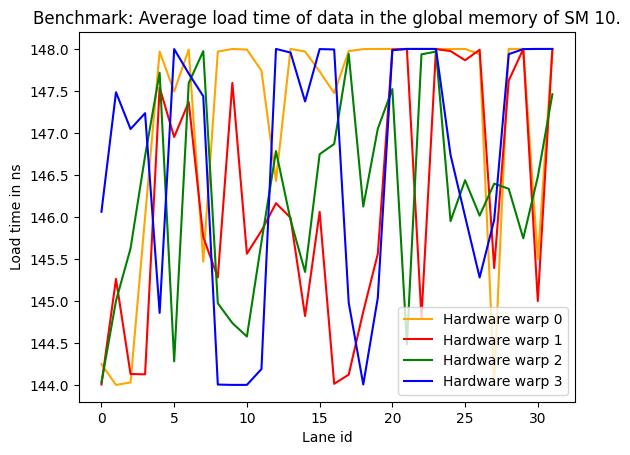 Benchmark: Average load time of data in the global memory of SM 10.
Load time in ns
148.0
147.5
147.0
146.5
146.0
145.5
145.0
144.5
144.0
0 5 10 15 20 25 30
Lane id
Hardware warp 0
Hardware warp 1
Hardware warp 2
Hardware warp 3